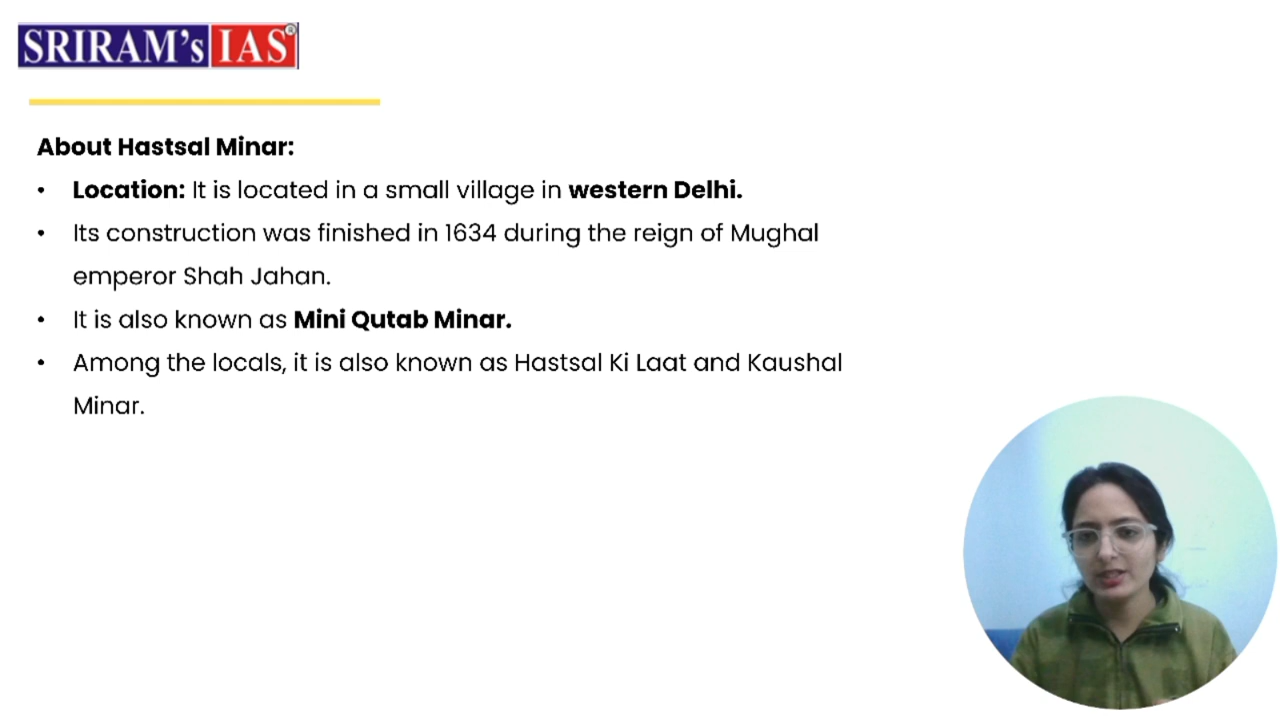 SRIRAM's IAS®
About Hastsal Minar:
• Location: It is located in a small village in western Delhi.
• Its construction was finished in 1634 during the reign of Mughal
emperor Shah Jahan.
• It is also known as Mini Qutab Minar.
• Among the locals, it is also known as Hastsal Ki Laat and Kaushal
Minar.